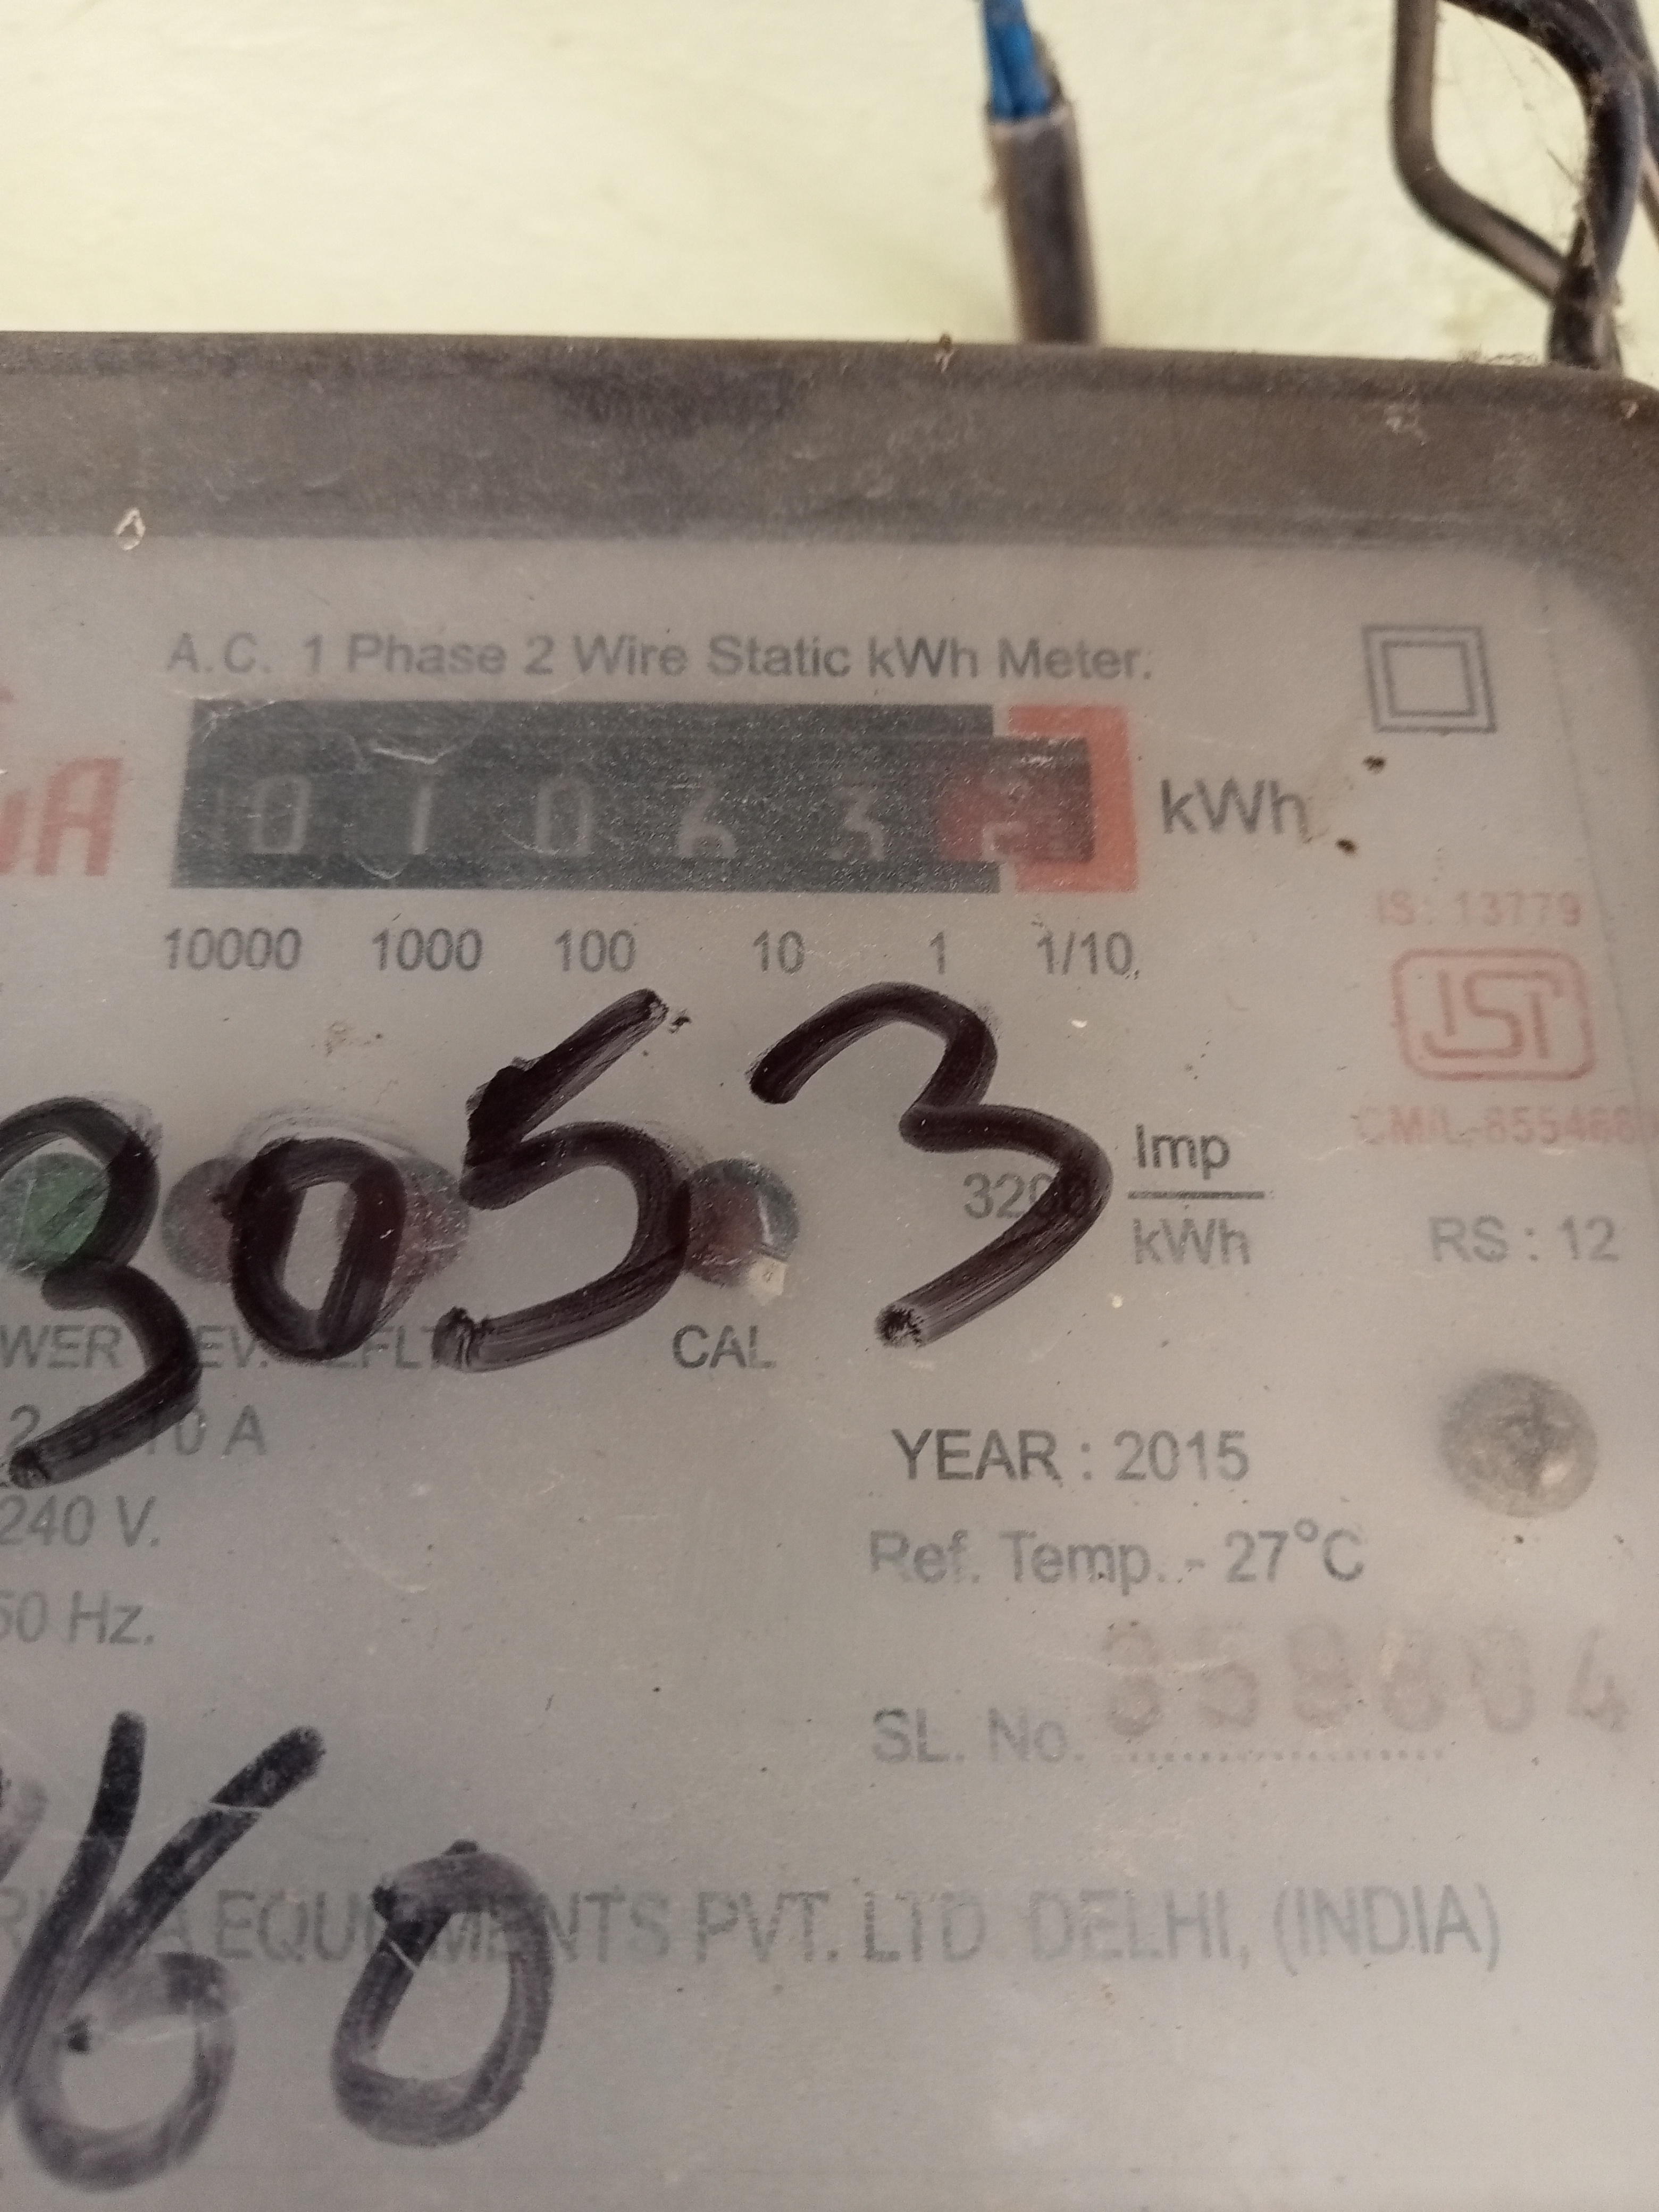 A.C. 1 Phase 2 Wire Static kWh Meter.
0 1 0 6 3
kWh
10000 1000 100 10 1 1/10
IS: 13779
ISI
3053
Imp
kWh
RS : 12
CAL
10 A
YEAR : 2015
240 V.
Ref. Temp. - 27°C
50 Hz.
SL. No.
60
PVT. LTD DELHI, (INDIA)